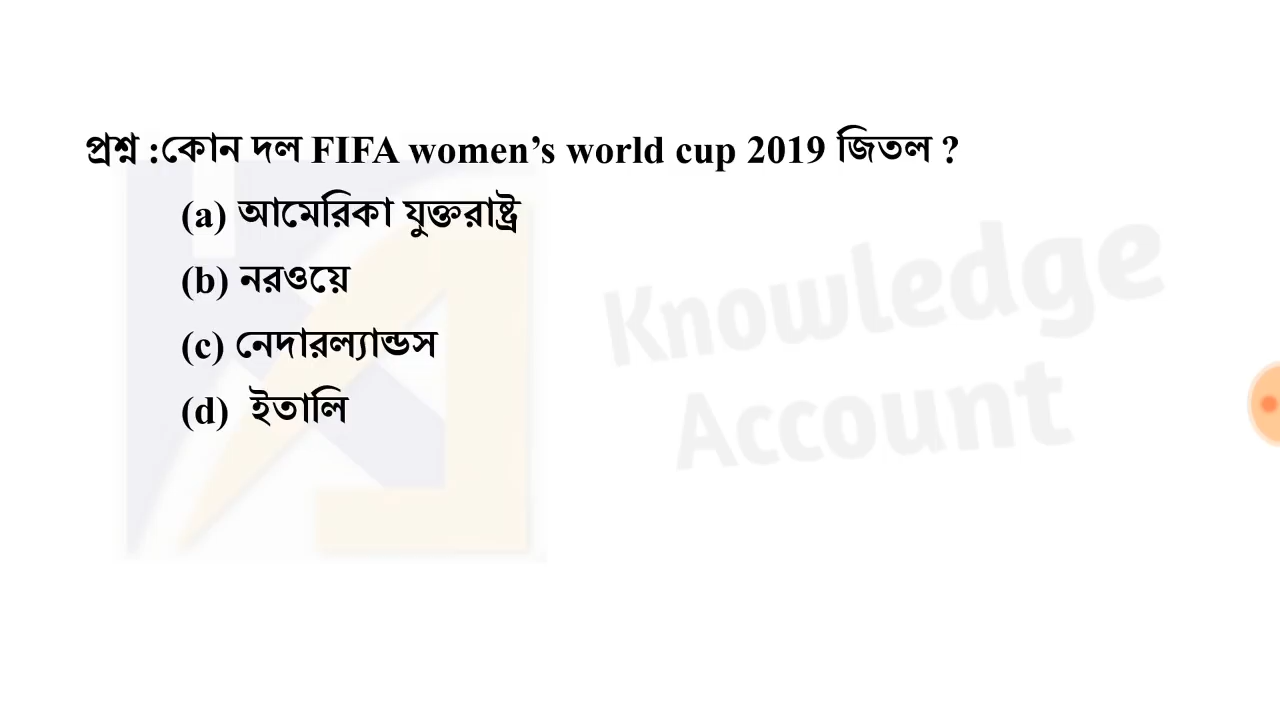 প্রশ্ন :কোন দল FIFA women’s world cup 2019 জিতল ?
(a) আমেরিকা যুক্তরাষ্ট্র
(b) নরওয়ে
(c) নেদারল্যান্ডস
(d) ইতালি
Knowledge
Account